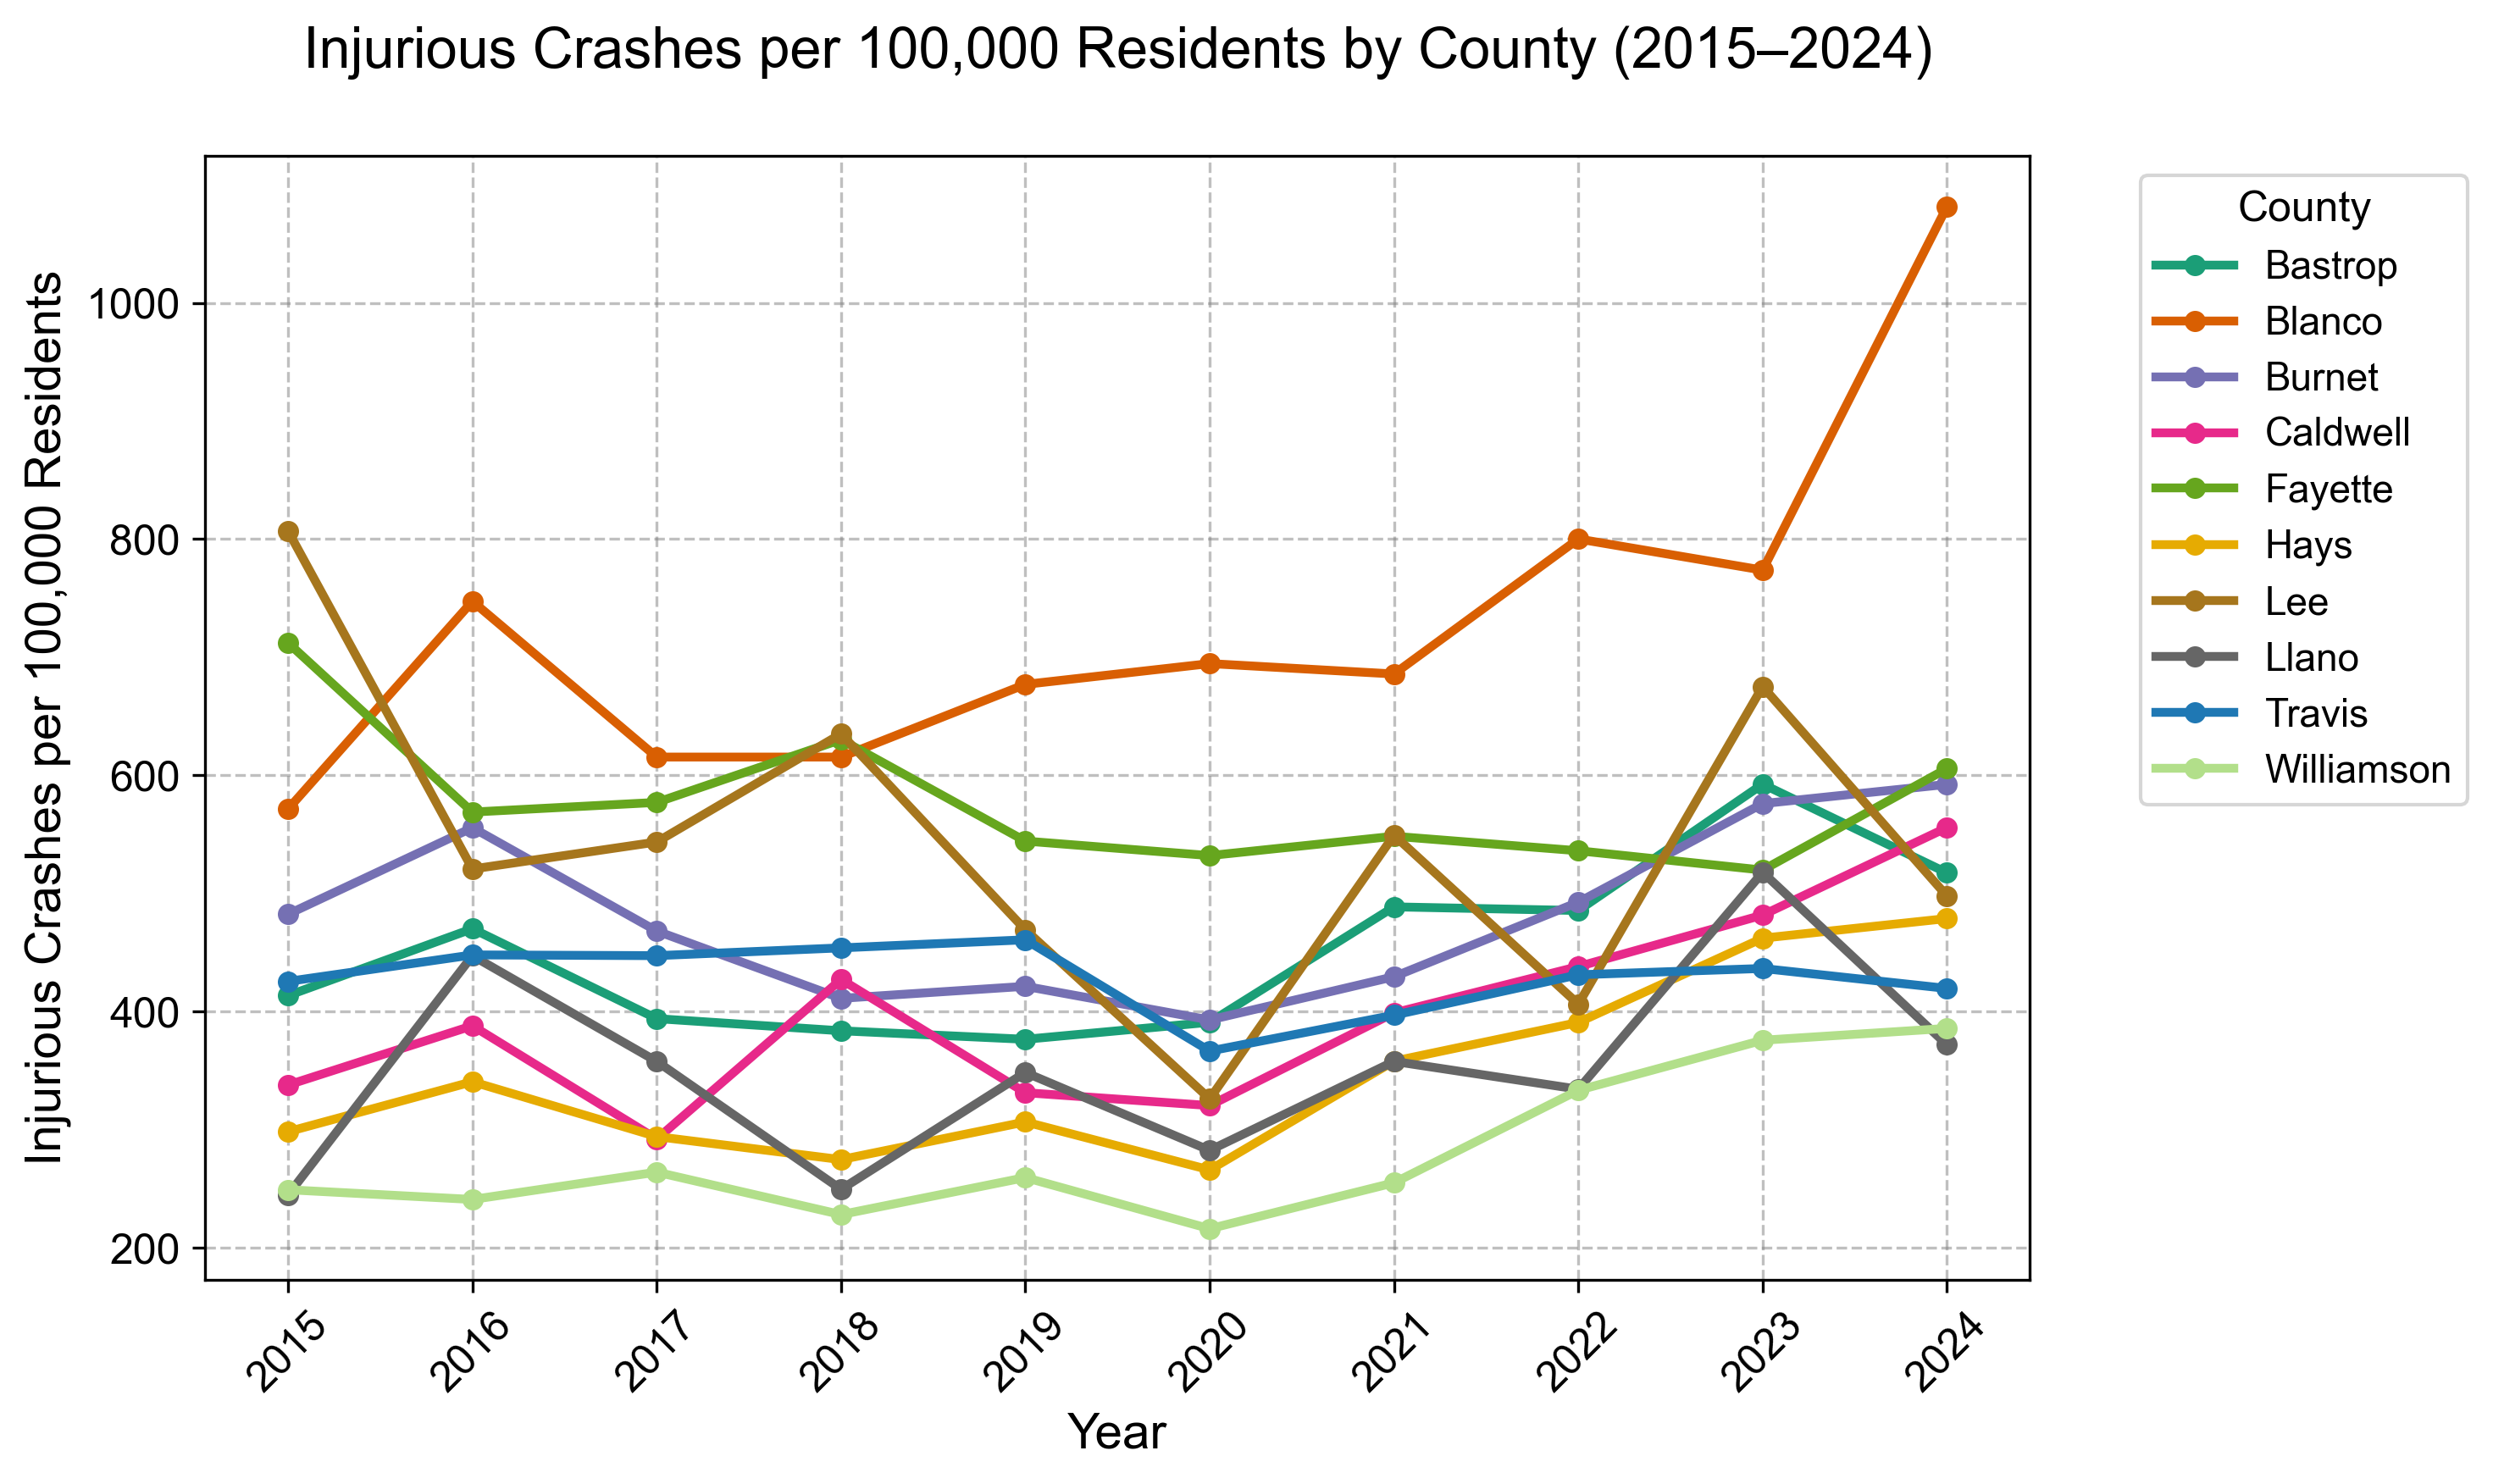 Injurious Crashes per 100,000 Residents by County (2015–2024)
Injurious Crashes per 100,000 Residents
1000
800
600
400
200
2015
2016
2017
2018
2019
2020
2021
2022
2023
2024
Year
County
Bastrop
Blanco
Burnet
Caldwell
Fayette
Hays
Lee
Llano
Travis
Williamson